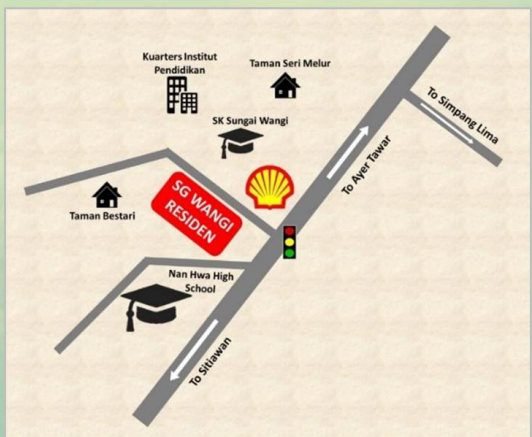 Kuarters Institut
Pendidikan
Taman Seri Melur
SK Sungai Wangi
To Simpang Lima
To Ayer Tawar
SG WANGI
RESIDEN
Taman Bestari
Nan Hwa High
School
To Sitiawan